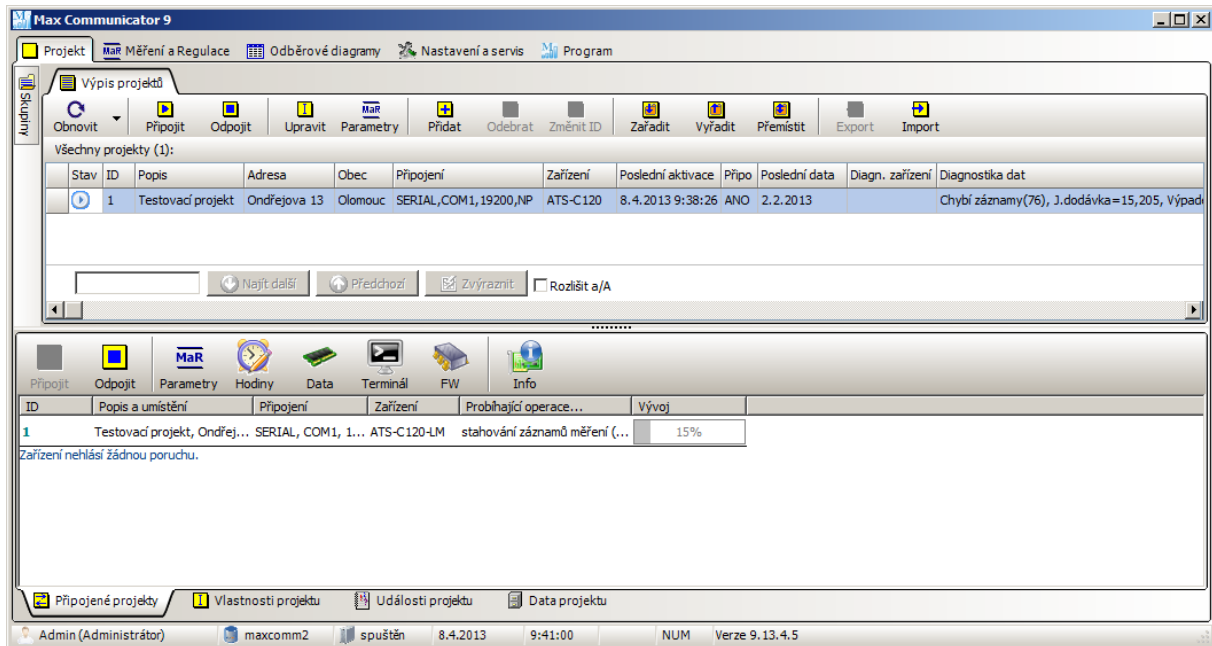 Max Communicator 9
Projekt MaR Měření a Regulace Odběrové diagramy Nastavení a servis Program
Skupiny
Výpis projektů
Obnovit Připojit Odpojit Upravit MaR Parametry Přidat Odebrat Změnit ID Zařadit Vyřadit Přemístit Export Import
Všechny projekty (1):
Stav ID Popis Adresa Obec Připojení Zařízení Poslední aktivace Připo Poslední data Diagn. zařízení Diagnostika dat
1 Testovací projekt Ondřejova 13 Olomouc SERIAL,COM1,19200,NP ATS-C120 8.4.2013 9:38:26 ANO 2.2.2013 Chybí záznamy(76), J.dodávka=15,205, Výpad
Najít další Předchozí Zvýraznit Rozlišit a/A
Připojit Odpojit MaR Parametry Hodiny Data Terminál FW Info
ID Popis a umístění Připojení Zařízení Probíhající operace... Vývoj
1 Testovací projekt, Ondřej... SERIAL, COM1, 1... ATS-C120-LM stahování záznamů měření (... 15%
Zařízení nehlásí žádnou poruchu.
Připojené projekty Vlastnosti projektu Události projektu Data projektu
Admin (Administrátor) maxcomm2 spuštěn 8.4.2013 9:41:00 NUM Verze 9.13.4.5